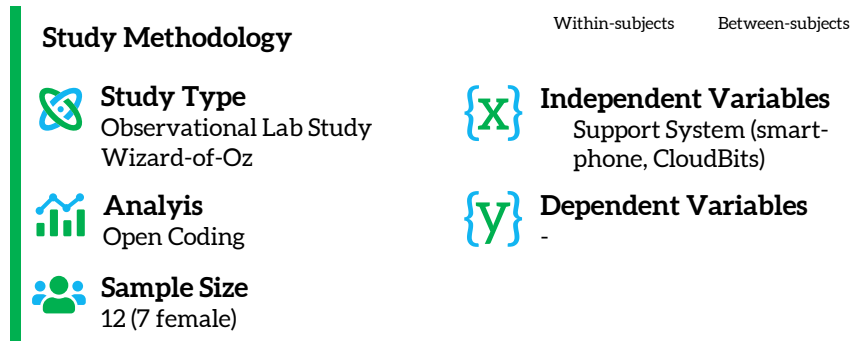 Study Methodology
Within-subjects
Between-subjects
Study Type
Observational Lab Study
Wizard-of-Oz
Analyis
Open Coding
Sample Size
12 (7 female)
{x}
Independent Variables
Support System (smart-
phone, CloudBits)
{y}
Dependent Variables
-